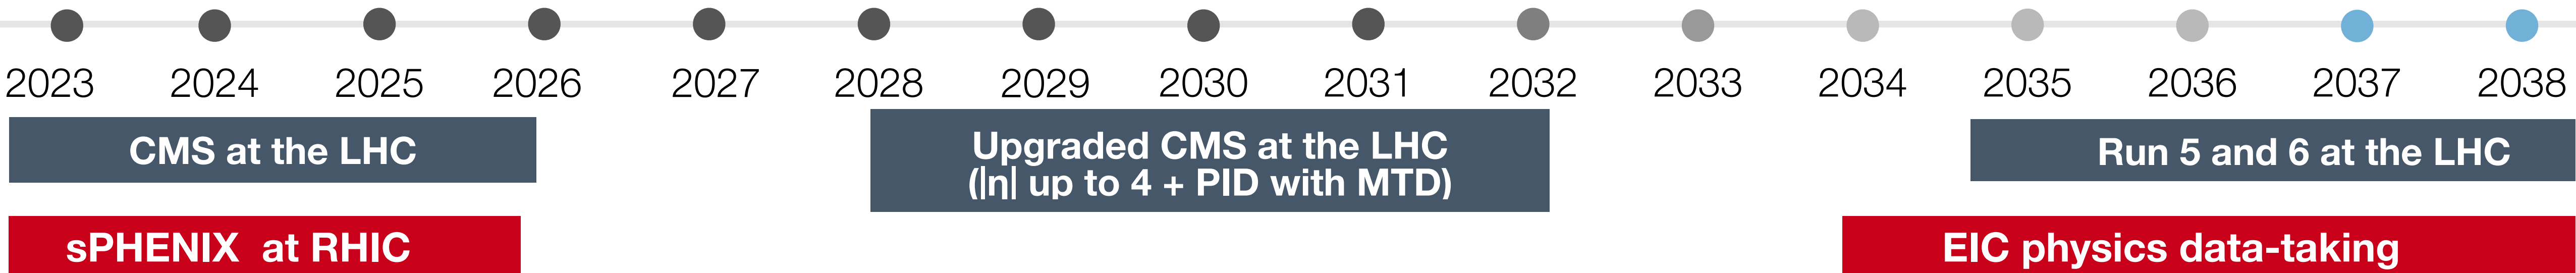 2023 2024 2025 2026 2027 2028 2029 2030 2031 2032 2033 2034 2035 2036 2037 2038
CMS at the LHC
Upgraded CMS at the LHC
(|η| up to 4 + PID with MTD)
Run 5 and 6 at the LHC
sPHENIX at RHIC
EIC physics data-taking